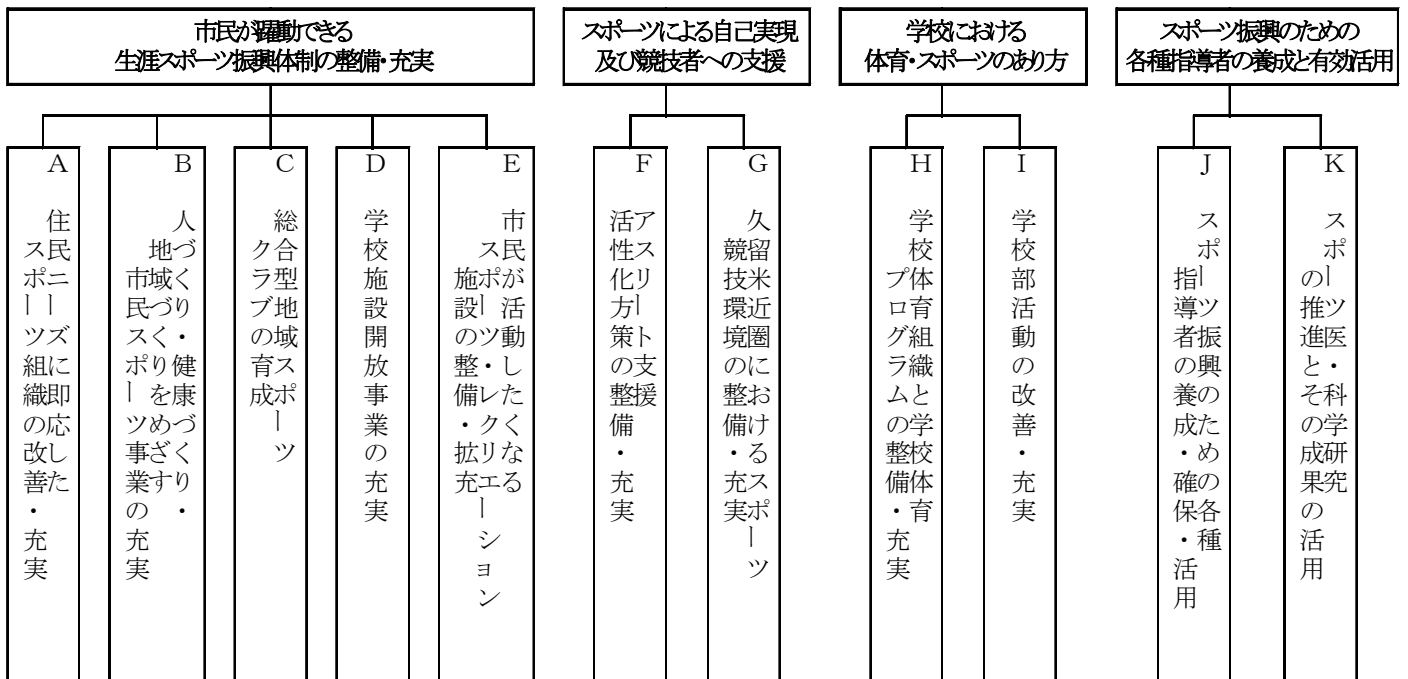 市民が躍動できる
生涯スポーツ振興体制の整備・充実
スポーツによる自己実現
及び競技者への支援
学校における
体育・スポーツのあり方
スポーツ振興のための
各種指導者の養成と有効活用
A
住民ニーズに即応した
スポーツ組織の改善・充実
B
人づくり・健康づくり・
地域づくりをめざす
市民スポーツ事業の充実
C
総合型地域スポーツ
クラブの育成
D
学校施設開放事業の充実
E
市民が活動したくなる
スポーツ・レクリエーション
施設の整備・拡充
F
アスリート支援
活性化方策の整備・充実
G
久留米近圏におけるスポーツ
競技環境の整備・充実
H
学校体育組織と学校体育
プログラムの整備・充実
I
学校部活動の改善・充実
J
スポーツ振興のための各種
指導者の養成・確保・活用
K
スポーツ医・科学研究
の推進とその成果の活用